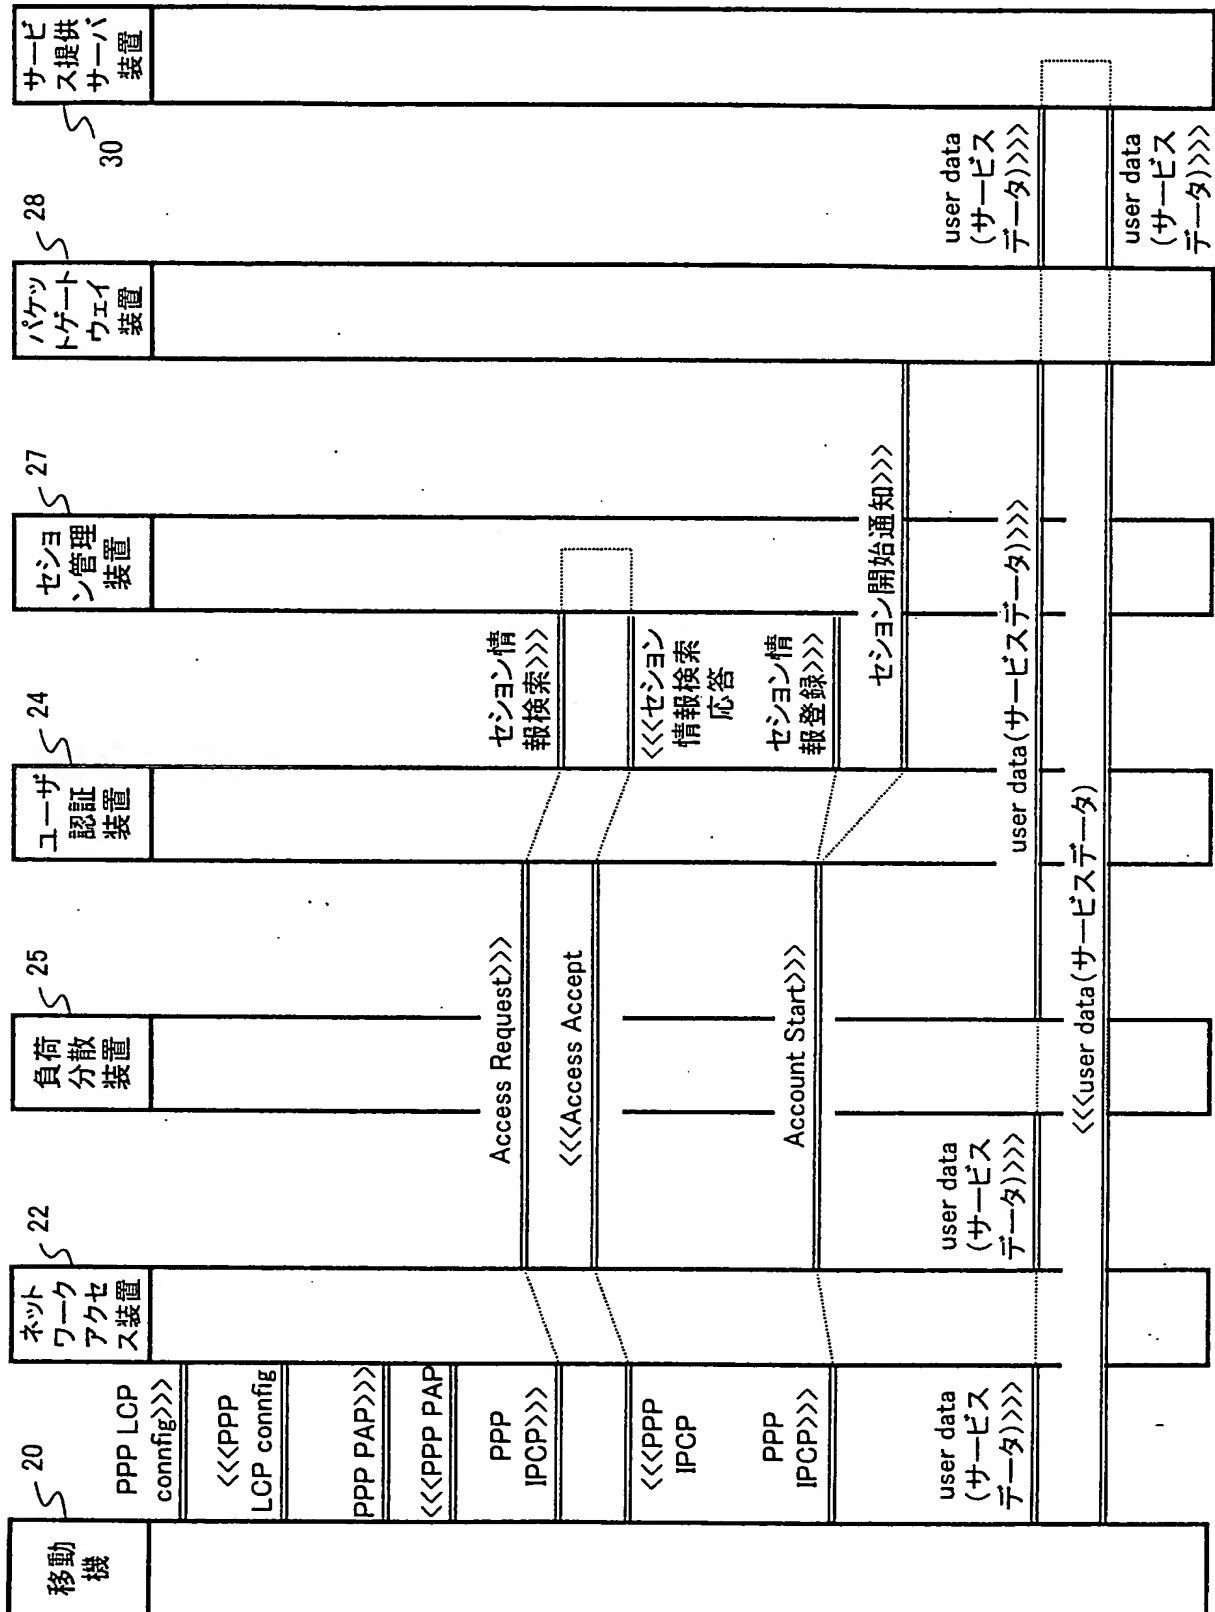 移動
機
20
ネット
ワーク
アクセ
ス装置
22
負荷
分散
装置
25
ユーザ
認証
装置
24
セショ
ン管理
装置
27
パケッ
トゲート
ウェイ
装置
28
サービ
ス提供
サーバ
装置
30
PPP LCP
connfig>>>
<<<PPP
LCP connfig
PPP PAP>>>
<<<PPP PAP
PPP
IPCP>>>
<<<PPP
IPCP
PPP
IPCP>>>
Access Request>>>
<<<Access Accept
Account Start>>>
セション情
報検索>>>
<<<セション
情報検索
応答
セション情
報登録>>>
セション開始通知>>>
user data
(サービス
データ)>>>>
user data
(サービス
データ)>>>>
user data(サービスデータ)>>>
user data
(サービス
データ)>>>>
<<<user data(サービスデータ)
user data
(サービス
データ)>>>